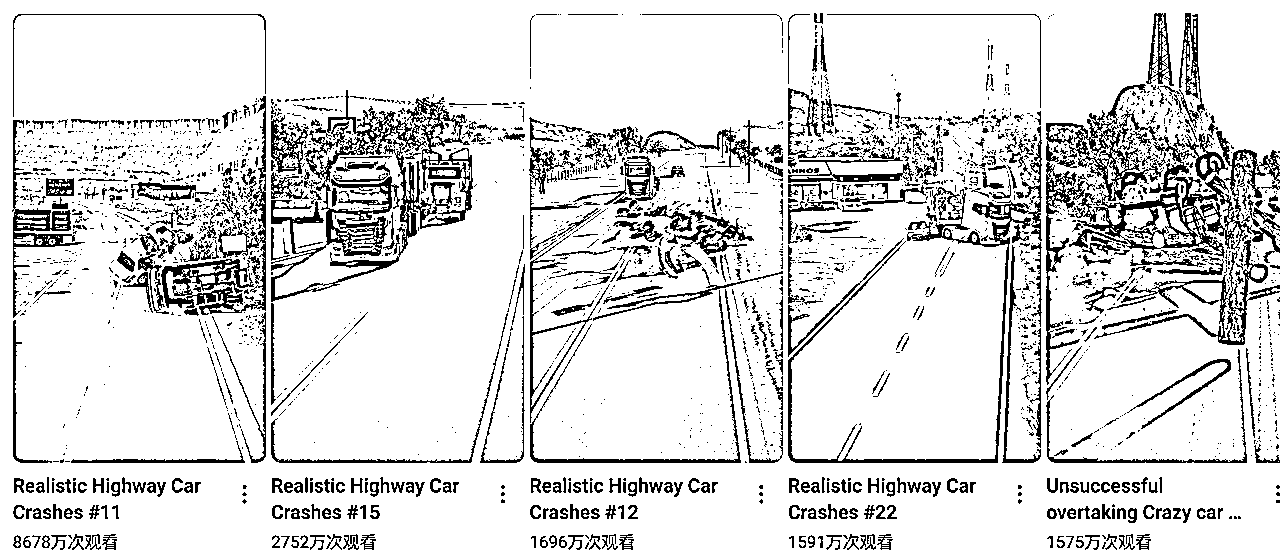 Realistic Highway Car
Crashes #11
8678万次观看
Realistic Highway Car
Crashes #15
2752万次观看
Realistic Highway Car
Crashes #12
1696万次观看
Realistic Highway Car
Crashes #22
1591万次观看
Unsuccessful
overtaking Crazy car ...
1575万次观看